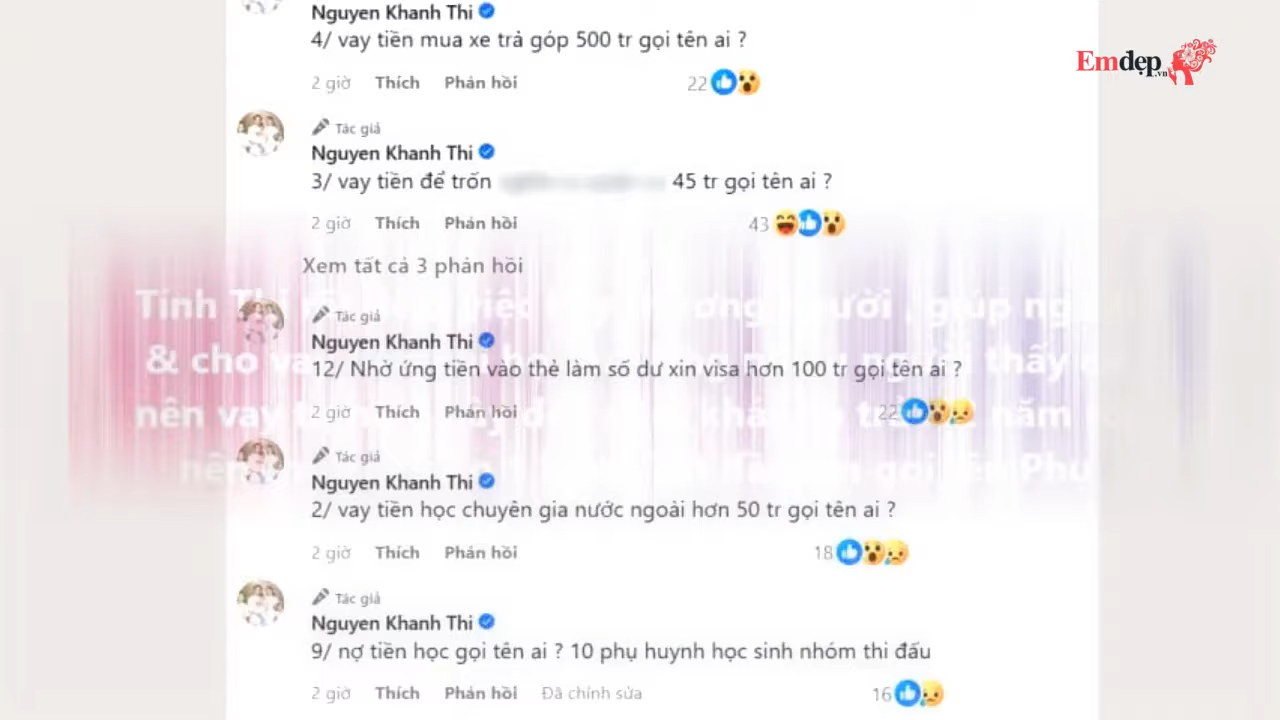 Nguyen Khanh Thi
4/ vay tiền mua xe trả góp 500 tr gọi tên ai ?
2 giờ Thích Phản hồi 22
Emdẹp.vn
Tác giả
Nguyen Khanh Thi
3/ vay tiền để trốn 45 tr gọi tên ai ?
2 giờ Thích Phản hồi 43
Xem tất cả 3 phản hồi
Tác giả
Nguyen Khanh Thi
12/ Nhờ ứng tiền vào thẻ làm số dư xin visa hơn 100 tr gọi tên ai ?
2 giờ Thích Phản hồi 22
Tác giả
Nguyen Khanh Thi
2/ vay tiền học chuyên gia nước ngoài hơn 50 tr gọi tên ai ?
2 giờ Thích Phản hồi 18
Tác giả
Nguyen Khanh Thi
9/ nợ tiền học gọi tên ai ? 10 phụ huynh học sinh nhóm thi đấu
2 giờ Thích Phản hồi Đã chỉnh sửa 16
Tính
& cho
nên vay năm